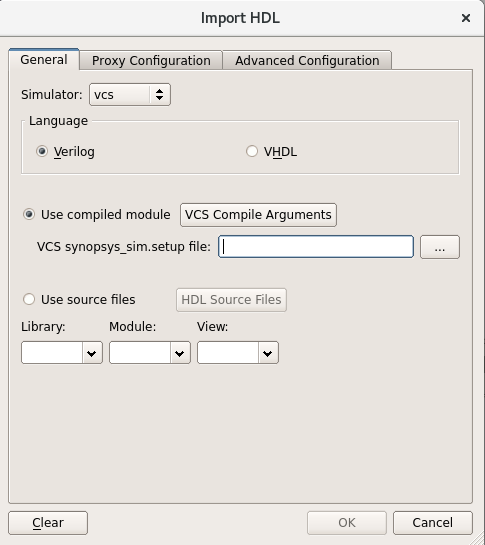 Import HDL
General Proxy Configuration Advanced Configuration
Simulator: vcs
Language
Verilog VHDL
Use compiled module VCS Compile Arguments
VCS synopsys_sim.setup file: ...
Use source files HDL Source Files
Library: Module: View:
Clear OK Cancel